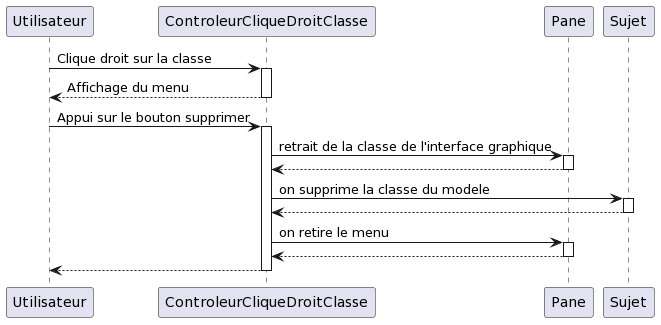 Utilisateur
ControleurCliqueDroitClasse
Pane
Sujet
Clique droit sur la classe
Affichage du menu
Appui sur le bouton supprimer
retrait de la classe de l'interface graphique
on supprime la classe du modele
on retire le menu
Utilisateur
ControleurCliqueDroitClasse
Pane
Sujet